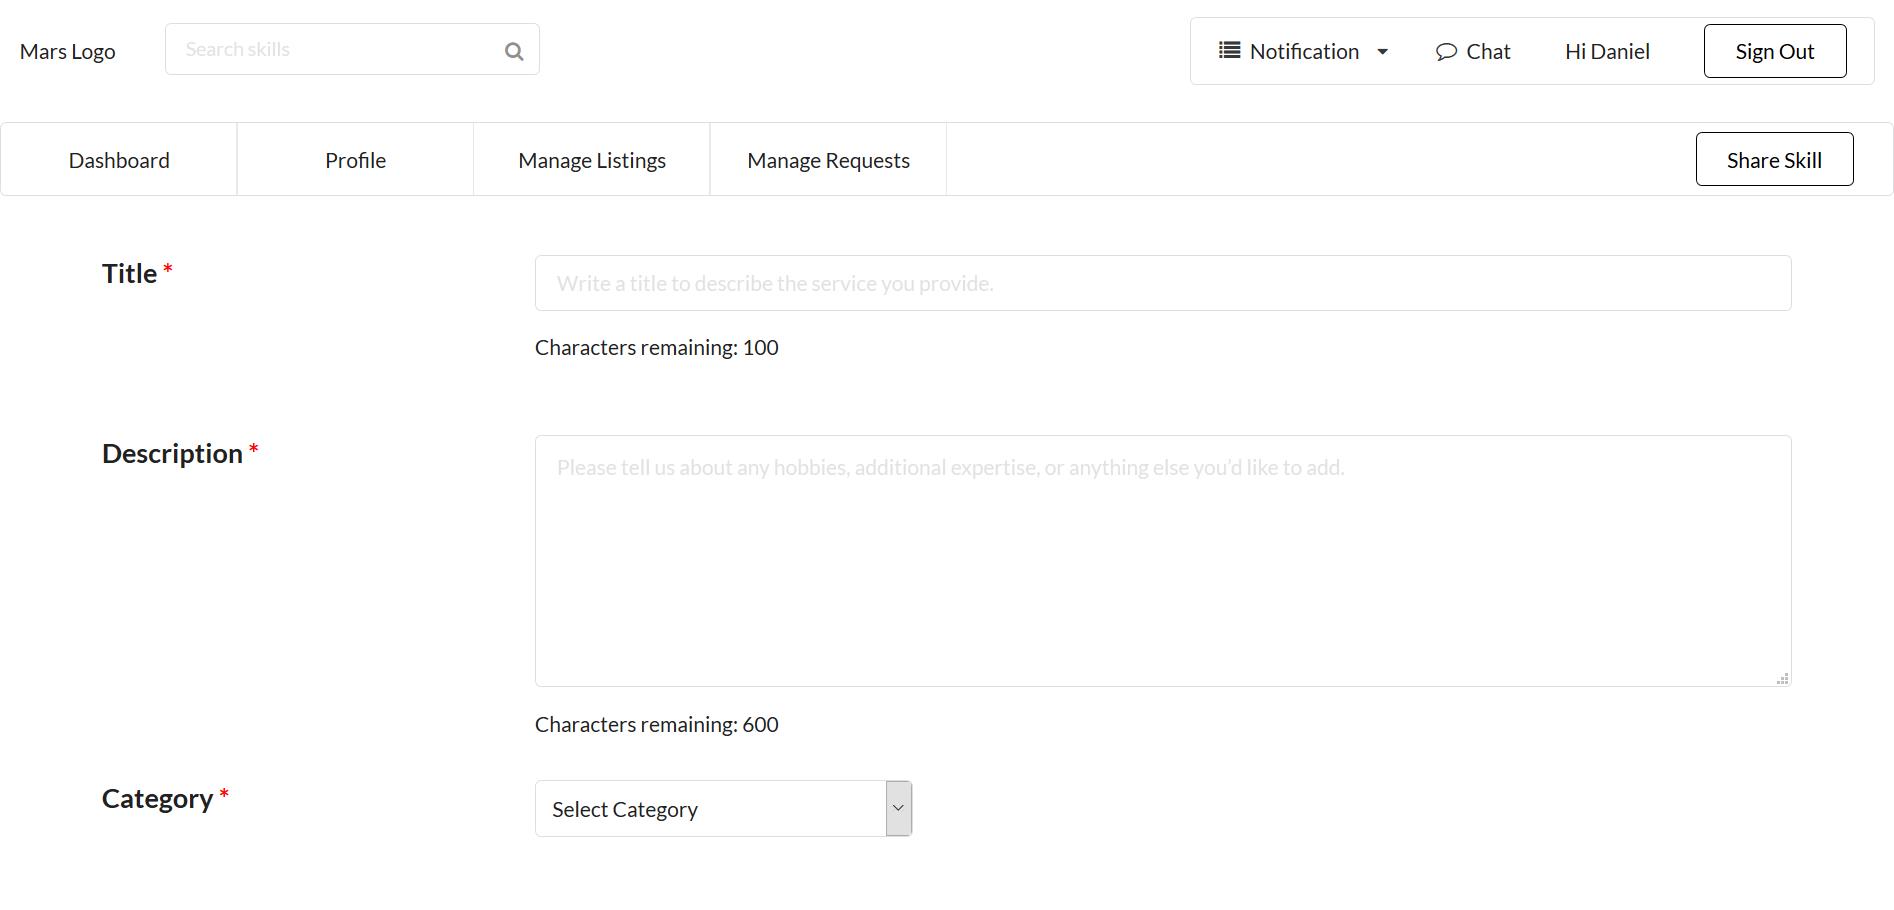 Mars Logo
Search skills
Notification
Chat
Hi Daniel
Sign Out
Dashboard
Profile
Manage Listings
Manage Requests
Share Skill
Title *
Write a title to describe the service you provide.
Characters remaining: 100
Description *
Please tell us about any hobbies, additional expertise, or anything else you'd like to add.
Characters remaining: 600
Category *
Select Category